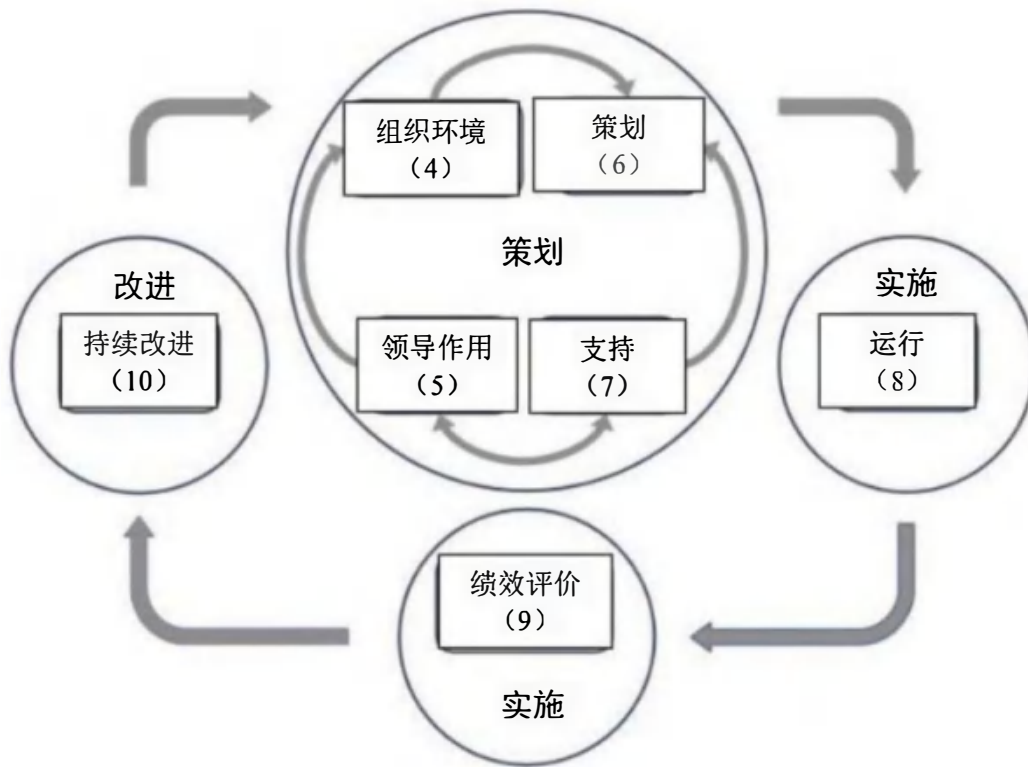 组织环境
（4）
策划
（6）
策划
领导作用
（5）
支持
（7）
改进
持续改进
（10）
实施
运行
（8）
绩效评价
（9）
实施